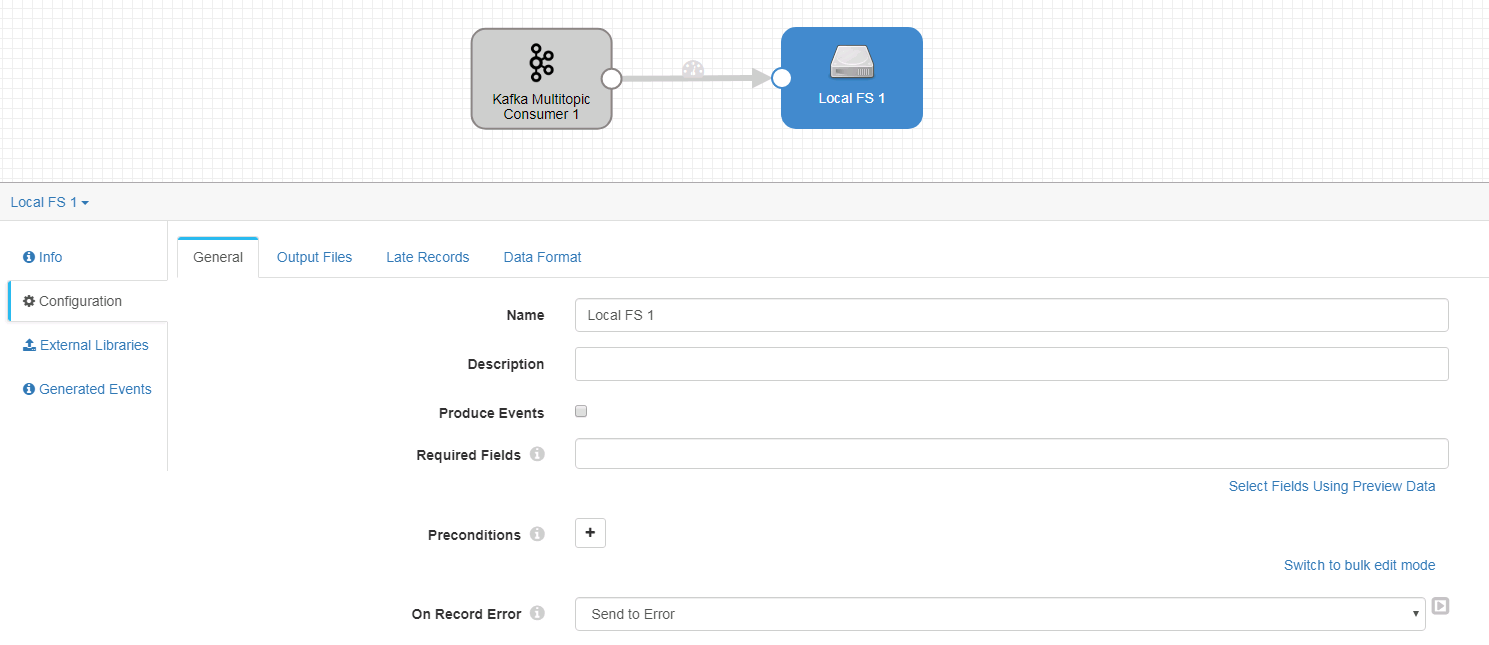 Kafka Multitopic
Consumer 1
Local FS 1
Local FS 1
Info
Configuration
External Libraries
Generated Events
General
Output Files
Late Records
Data Format
Name
Local FS 1
Description
Produce Events
Required Fields
Select Fields Using Preview Data
Preconditions
+
Switch to bulk edit mode
On Record Error
Send to Error